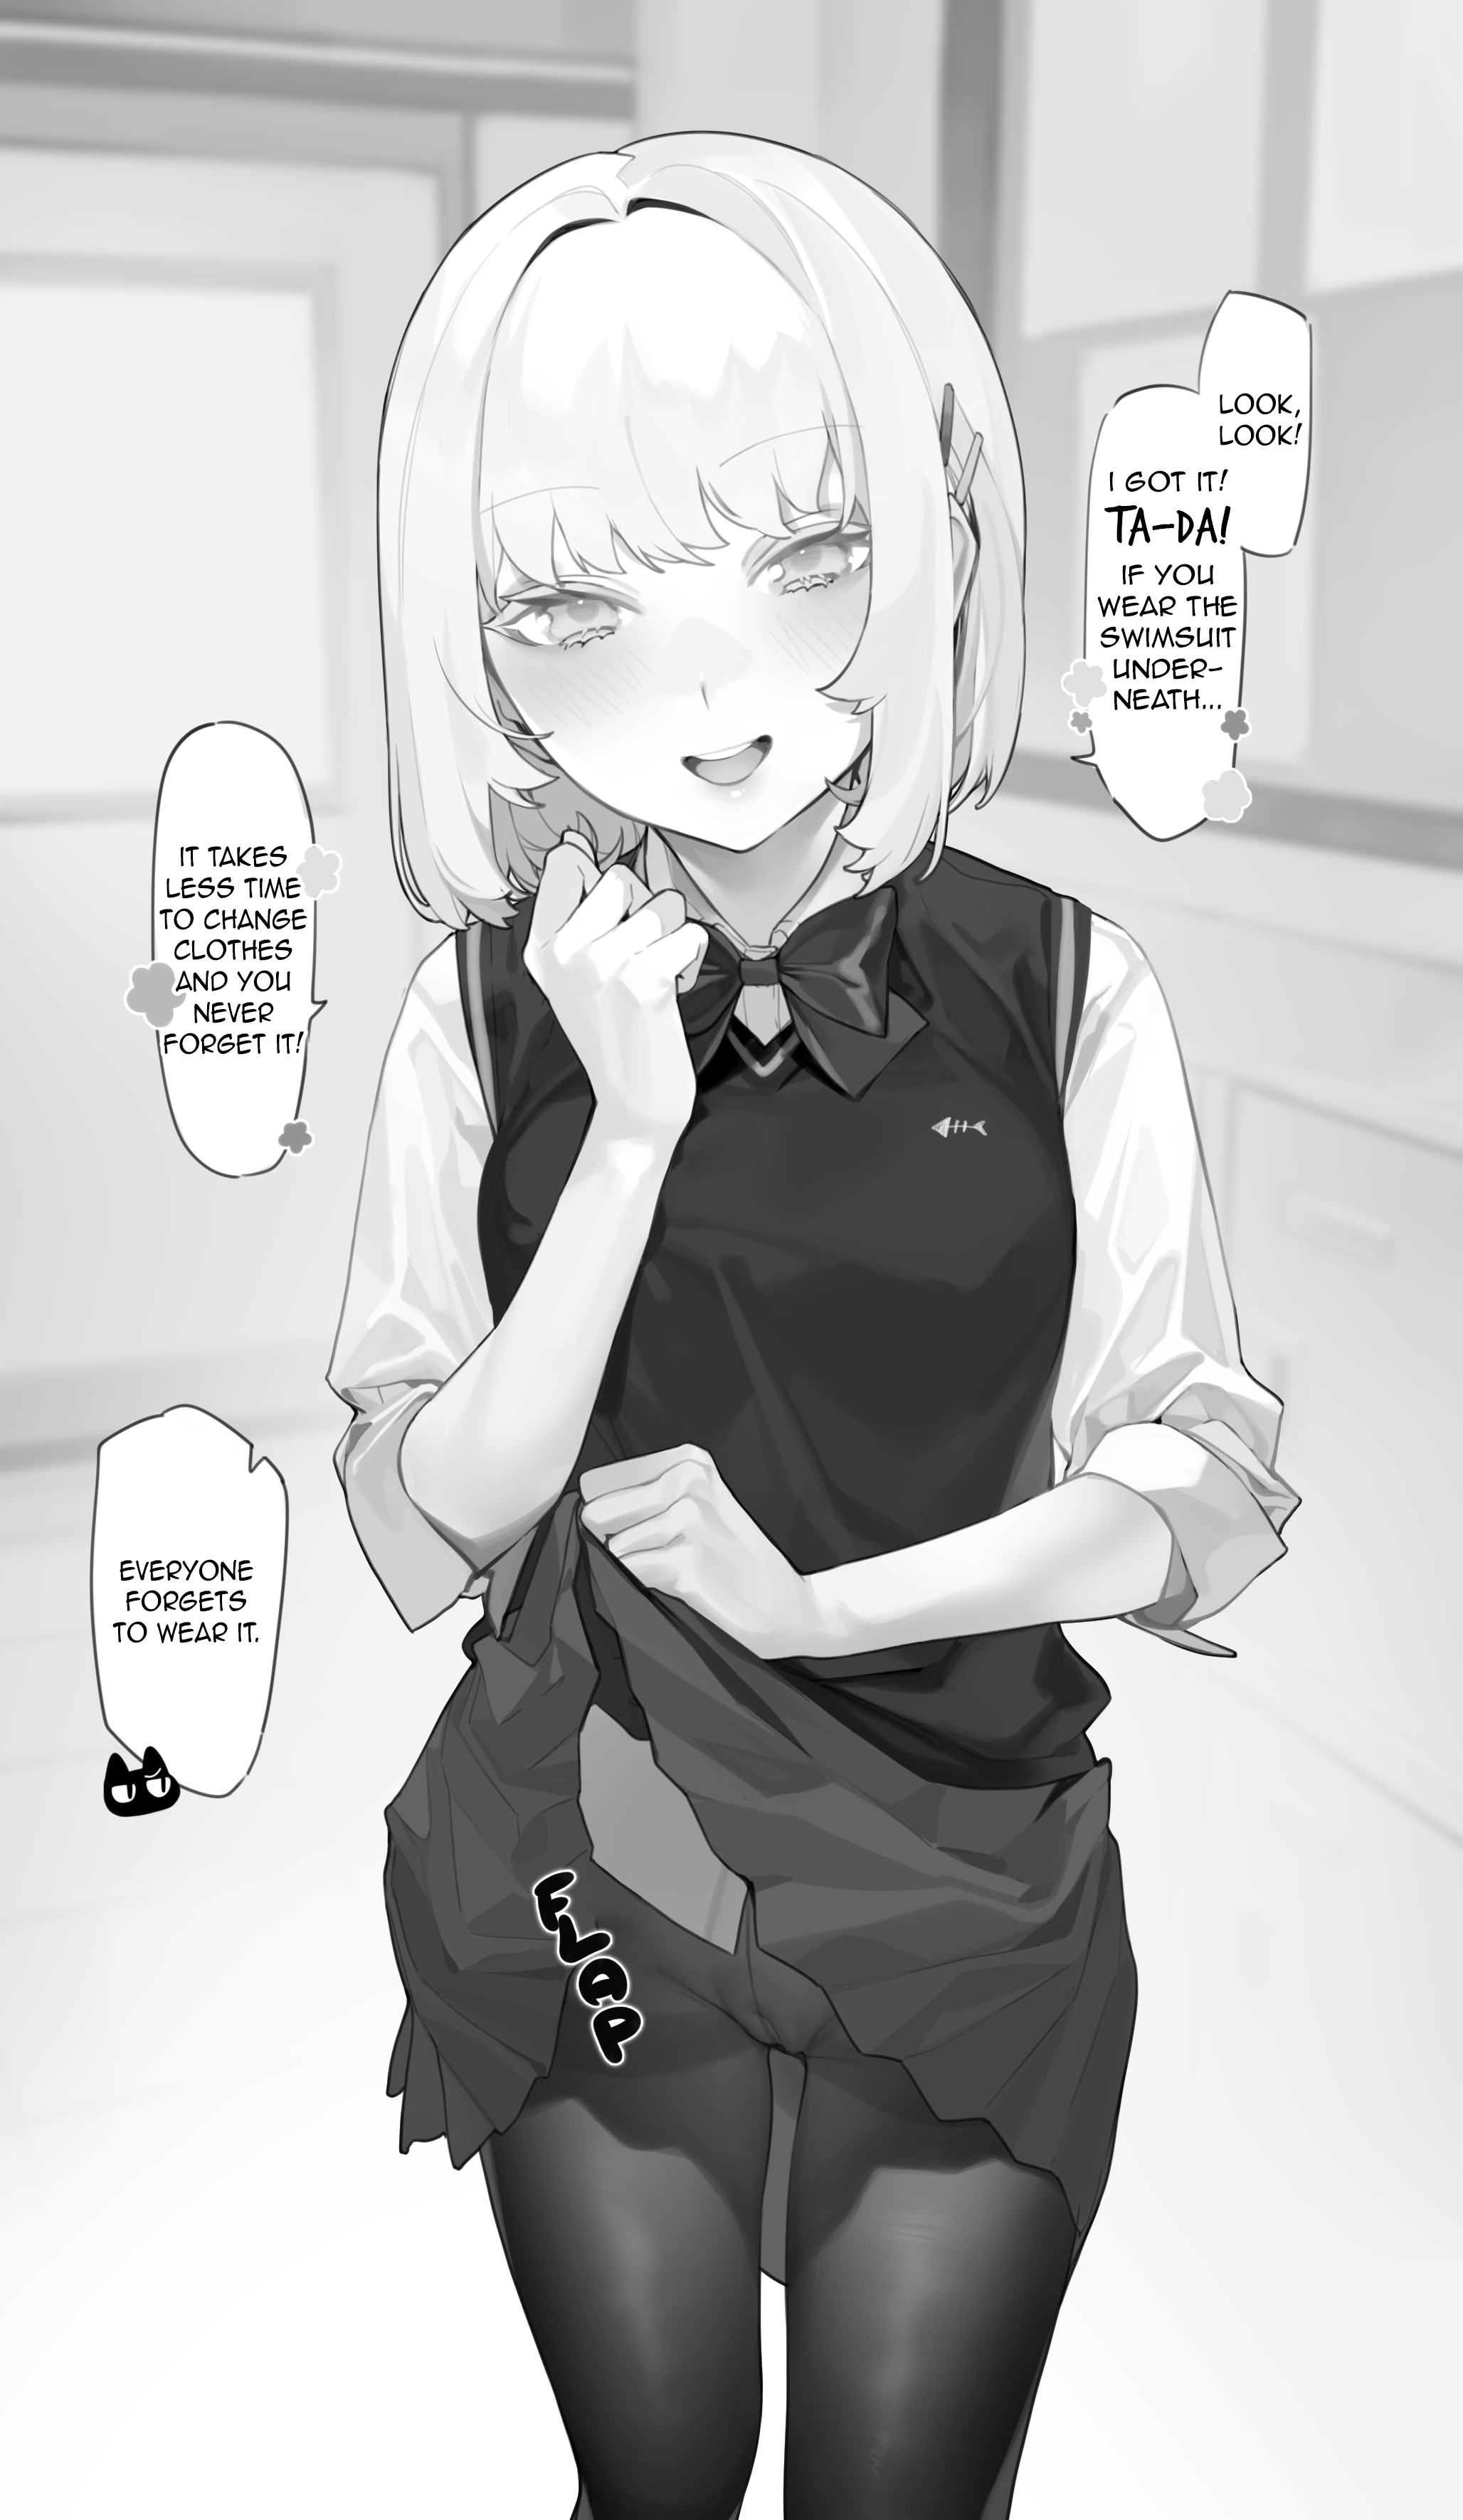 LOOK,
LOOK!
I GOT IT!
TA-DA!
IF YOU
WEAR THE
SWIMSUIT
UNDER-
NEATH...
IT TAKES
LESS TIME
TO CHANGE
CLOTHES
AND YOU
NEVER
FORGET IT!
EVERYONE
FORGETS
TO WEAR IT.
FLAP